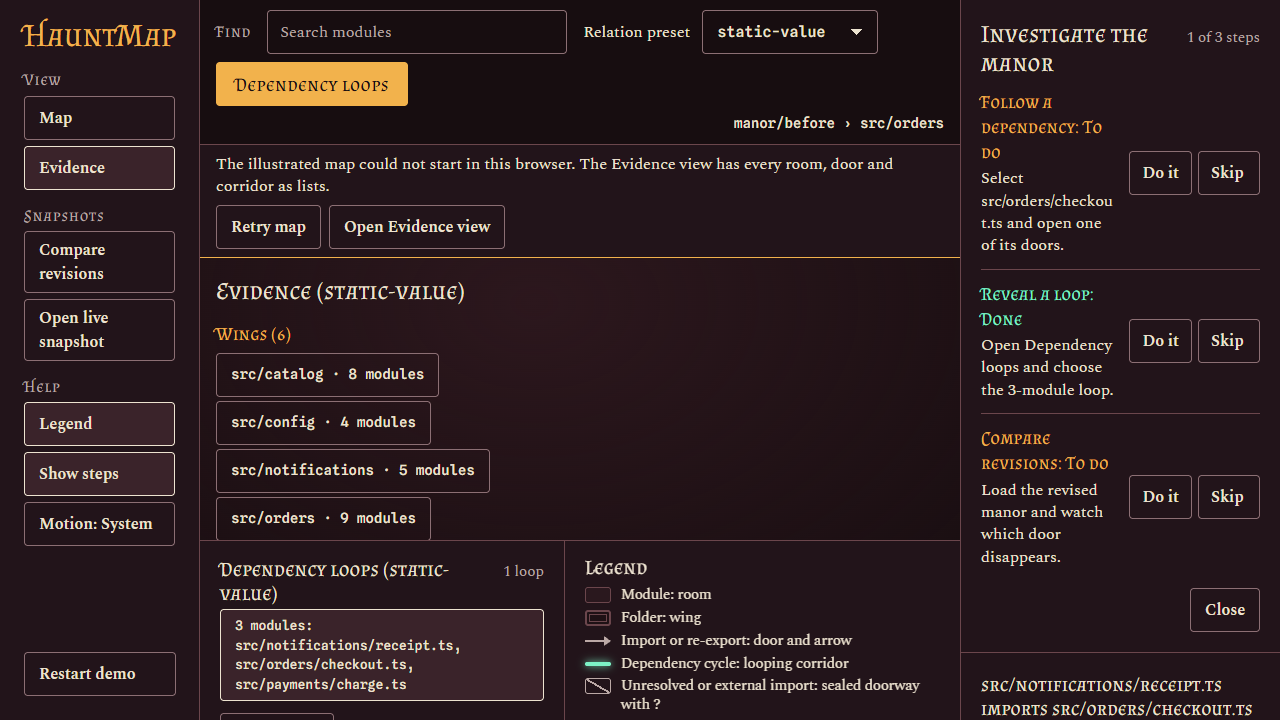 HauntMap
View
Map
Evidence
Snapshots
Compare
revisions
Open live
snapshot
Help
Legend
Show steps
Motion: System
Restart demo
Find
Search modules
Relation preset
static-value
Dependency loops
manor/before › src/orders
The illustrated map could not start in this browser. The Evidence view has every room, door and
corridor as lists.
Retry map
Open Evidence view
Evidence (static-value)
Wings (6)
src/catalog · 8 modules
src/config · 4 modules
src/notifications · 5 modules
src/orders · 9 modules
Dependency loops (static-
value)
1 loop
3 modules:
src/notifications/receipt.ts,
src/orders/checkout.ts,
src/payments/charge.ts
Legend
Module: room
Folder: wing
Import or re-export: door and arrow
Dependency cycle: looping corridor
Unresolved or external import: sealed doorway
with ?
Investigate the
manor
1 of 3 steps
Follow a
dependency: To
do
Select
src/orders/checkou
t.ts and open one
of its doors.
Do it
Skip
Reveal a loop:
Done
Open Dependency
loops and choose
the 3-module loop.
Do it
Skip
Compare
revisions: To do
Load the revised
manor and watch
which door
disappears.
Do it
Skip
Close
src/notifications/receipt.ts
imports src/orders/checkout.ts